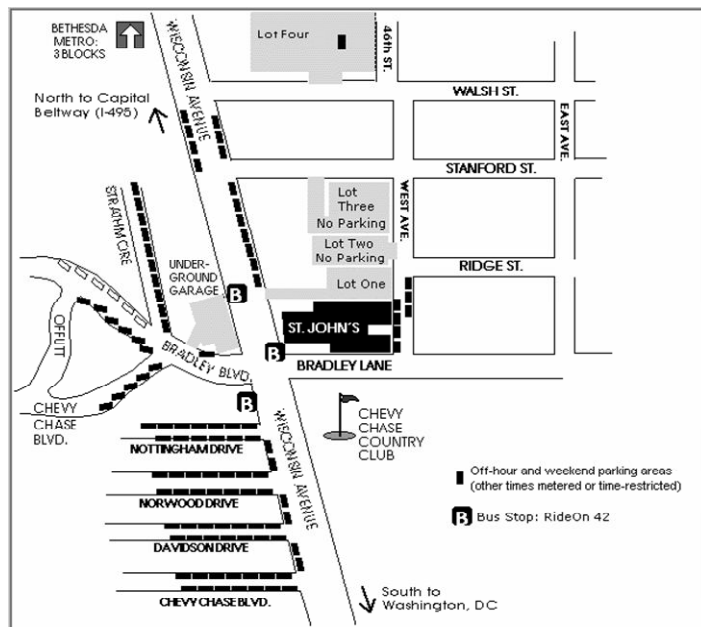 BETHESDA
METRO:
3 BLOCKS
WISCONSIN AVENUE
Lot Four
46th ST.
WALSH ST.
EAST AVE.
North to Capital
Beltway (I-495)
STANFORD ST.
STRATHMCIRE
Lot
Three
No Parking
WEST AVE.
Lot Two
No Parking
UNDER-
GROUND
GARAGE
B
Lot One
RIDGE ST.
OFFUTT
ST. JOHN'S
BRADLEY BLVD.
B
BRADLEY LANE
CHEVY
CHASE
BLVD.
B
WISCONSIN AVENUE
CHEVY
CHASE
COUNTRY
CLUB
NOTTINGHAM DRIVE
Off-hour and weekend parking areas
(other times metered or time-restricted)
NORWOOD DRIVE
B Bus Stop: RideOn 42
DAVIDSON DRIVE
CHEVY CHASE BLVD.
South to
Washington, DC